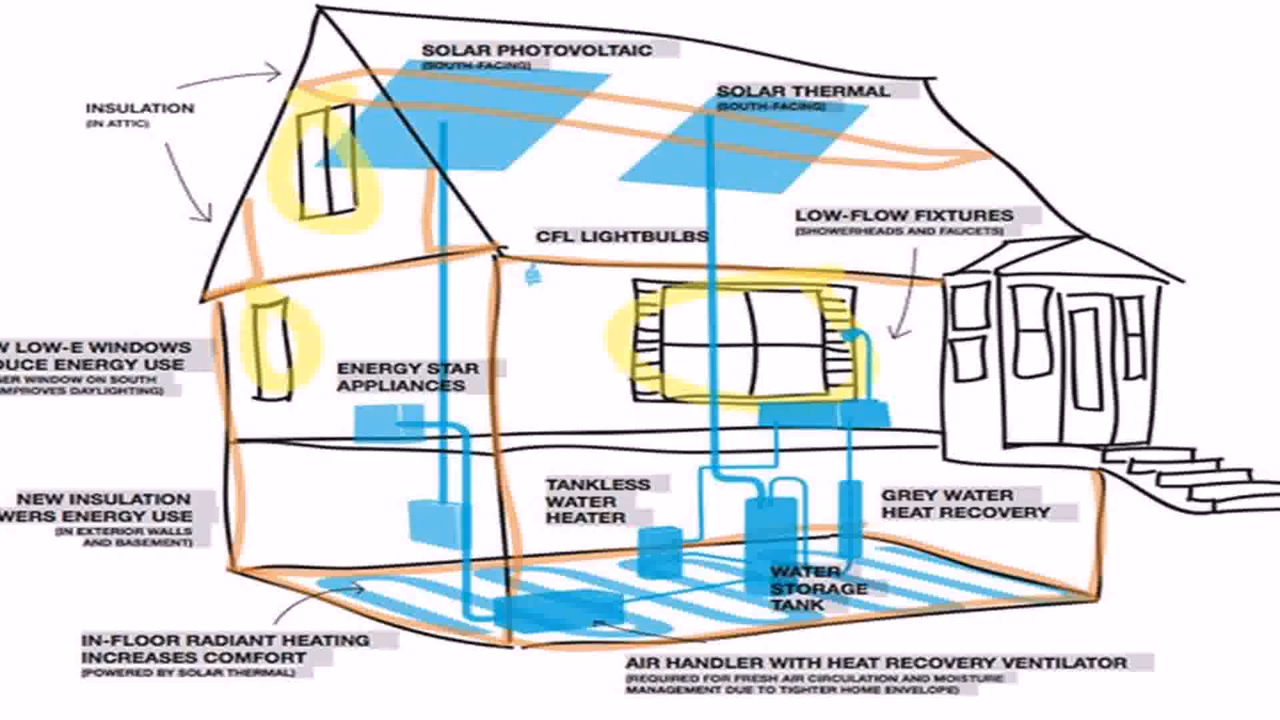 SOLAR PHOTOVOLTAIC
(SOUTH-FACING)
SOLAR THERMAL
(SOUTH-FACING)
INSULATION
(IN ATTIC)
LOW-FLOW FIXTURES
(SHOWERHEADS AND FAUCETS)
CFL LIGHTBULBS
LOW-E WINDOWS
ENERGY USE
WINDOW ON SOUTH
IMPROVES DAYLIGHTING)
ENERGY STAR
APPLIANCES
NEW INSULATION
ENERGY USE
(IN EXTERIOR WALLS
AND BASEMENT)
TANKLESS
WATER
HEATER
GREY WATER
HEAT RECOVERY
WATER
STORAGE
TANK
IN-FLOOR RADIANT HEATING
INCREASES COMFORT
(POWERED BY SOLAR THERMAL)
AIR HANDLER WITH HEAT RECOVERY VENTILATOR
(REQUIRED FOR FRESH AIR CIRCULATION AND MOISTURE
MANAGEMENT DUE TO TIGHTER HOME ENVELOPE)